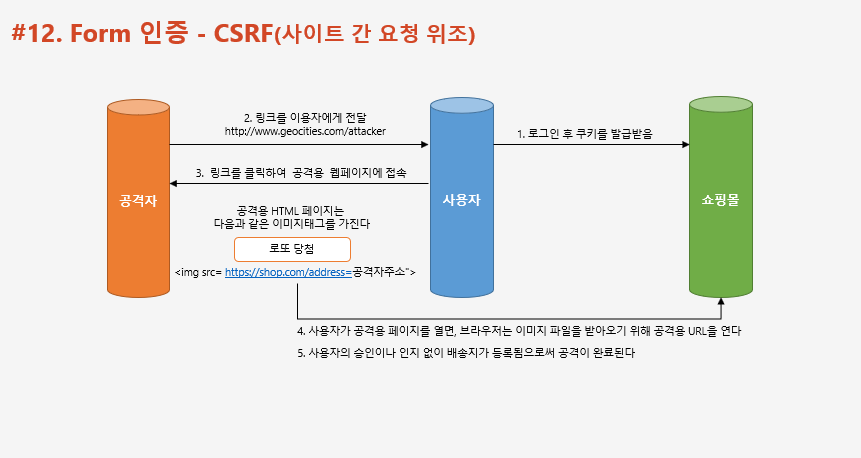 #12. Form 인증 - CSRF(사이트 간 요청 위조)
2. 링크를 이용자에게 전달
http://www.geocities.com/attacker
1. 로그인 후 쿠키를 발급받음
3. 링크를 클릭하여 공격용 웹페이지에 접속
공격자
사용자
쇼핑몰
공격용 HTML 페이지는
다음과 같은 이미지태그를 가진다
로또 당첨
<img src= https://shop.com/address=공격자주소">
4. 사용자가 공격용 페이지를 열면, 브라우저는 이미지 파일을 받아오기 위해 공격용 URL을 연다
5. 사용자의 승인이나 인지 없이 배송지가 등록됨으로써 공격이 완료된다